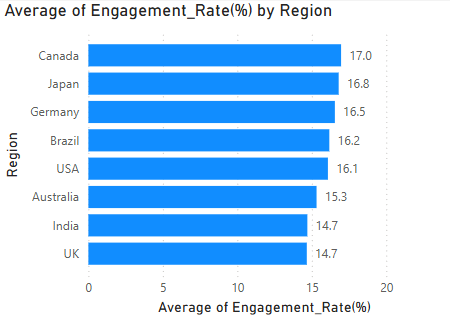 Average of Engagement_Rate(%) by Region
Region
Canada 17.0
Japan 16.8
Germany 16.5
Brazil 16.2
USA 16.1
Australia 15.3
India 14.7
UK 14.7
0 5 10 15 20
Average of Engagement_Rate(%)